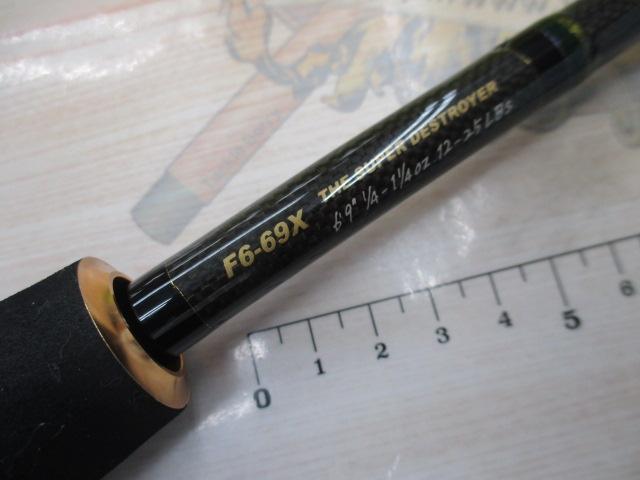 F6-69X THE SUPER DESTROYER
6'9" 1/4-1 1/4oz 12-25LBS
0 1 2 3 4 5 6